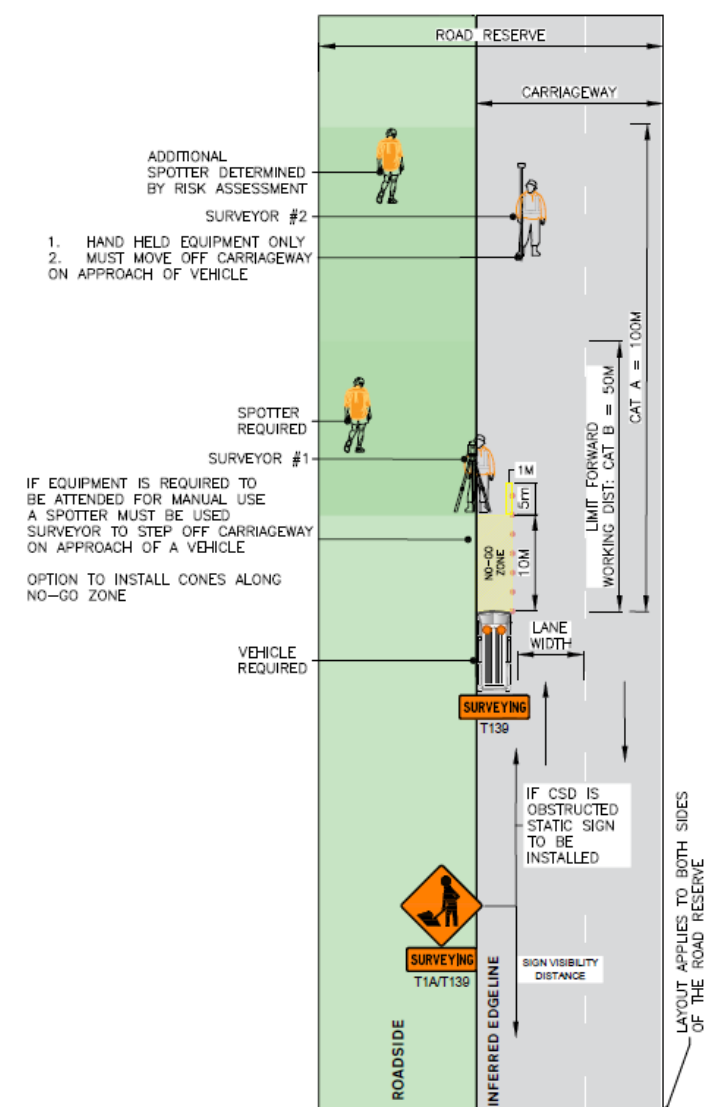 ROAD RESERVE
CARRIAGEWAY
ADDITIONAL
SPOTTER DETERMINED
BY RISK ASSESSMENT
SURVEYOR #2
1. HAND HELD EQUIPMENT ONLY
2. MUST MOVE OFF CARRIAGEWAY
ON APPROACH OF VEHICLE
CAT A = 100M
LIMIT FORWARD
WORKING DIST: CAT B = 50M
SPOTTER
REQUIRED
SURVEYOR #1
1M
5m
IF EQUIPMENT IS REQUIRED TO
BE ATTENDED FOR MANUAL USE
A SPOTTER MUST BE USED
SURVEYOR TO STEP OFF CARRIAGEWAY
ON APPROACH OF A VEHICLE
OPTION TO INSTALL CONES ALONG
NO-GO ZONE
NO-GO
ZONE
10M
LANE
WIDTH
VEHICLE
REQUIRED
SURVEYING
T139
IF CSD IS
OBSTRUCTED
STATIC SIGN
TO BE
INSTALLED
SURVEYING
T1A/T139
SIGN VISIBILITY
DISTANCE
ROADSIDE
INFERRED EDGELINE
LAYOUT APPLIES TO BOTH SIDES
OF THE ROAD RESERVE